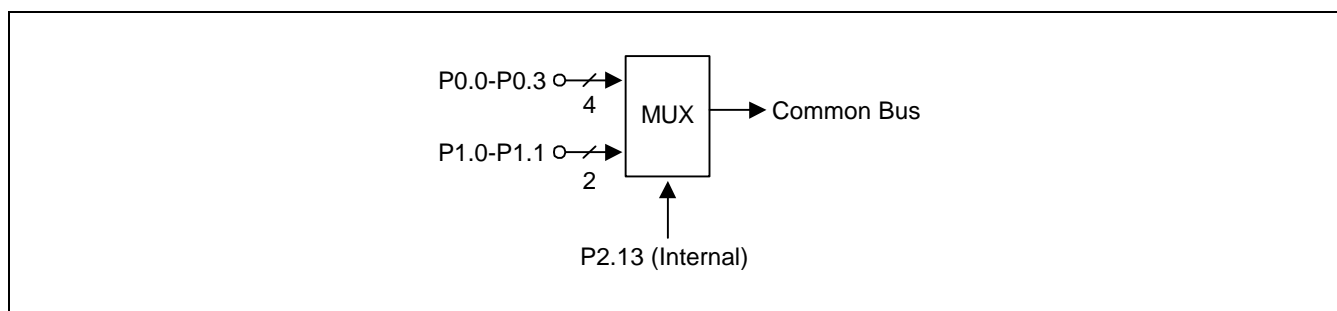 P0.0-P0.3
4
MUX
Common Bus
P1.0-P1.1
2
P2.13 (Internal)